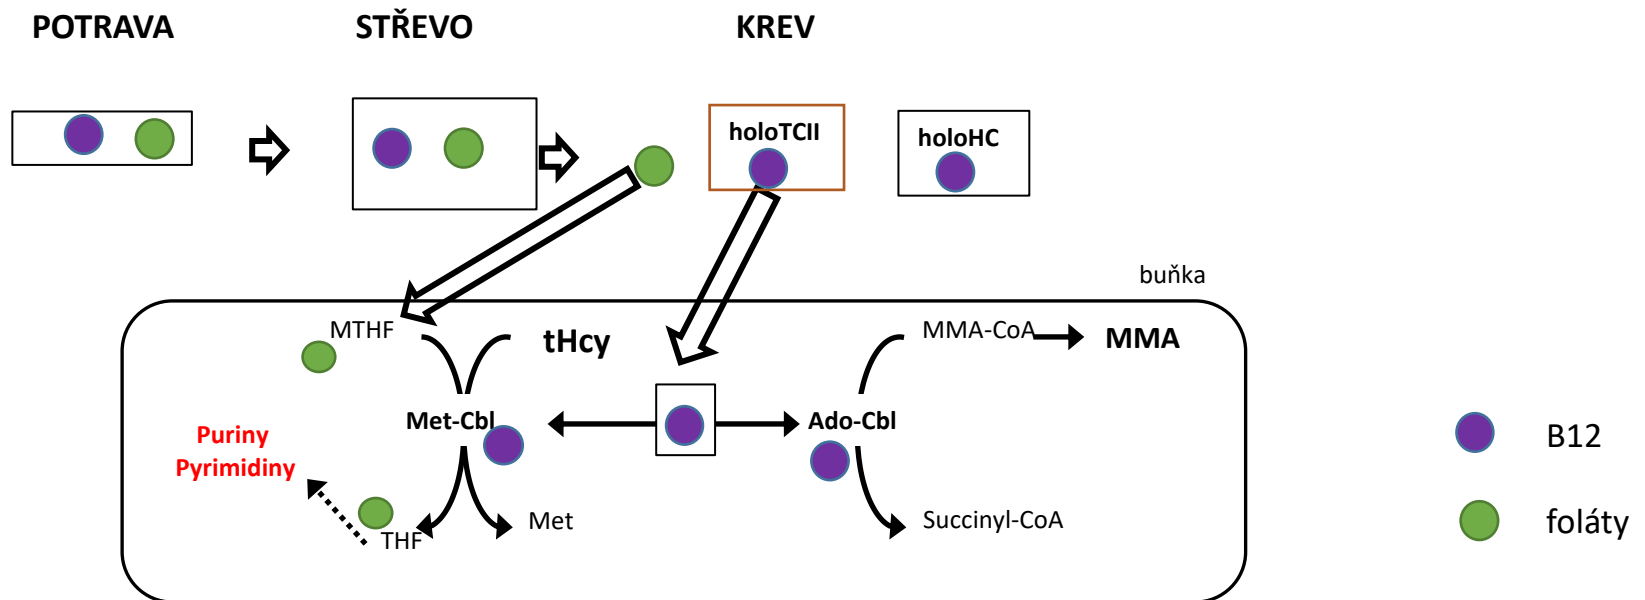 POTRAVA
STŘEVO
KREV
holoTCII
holoHC
buňka
MTHF
tHcy
MMA-CoA
MMA
Met-Cbl
Ado-Cbl
Puriny
Pyrimidiny
THF
Met
Succinyl-CoA
B12
foláty